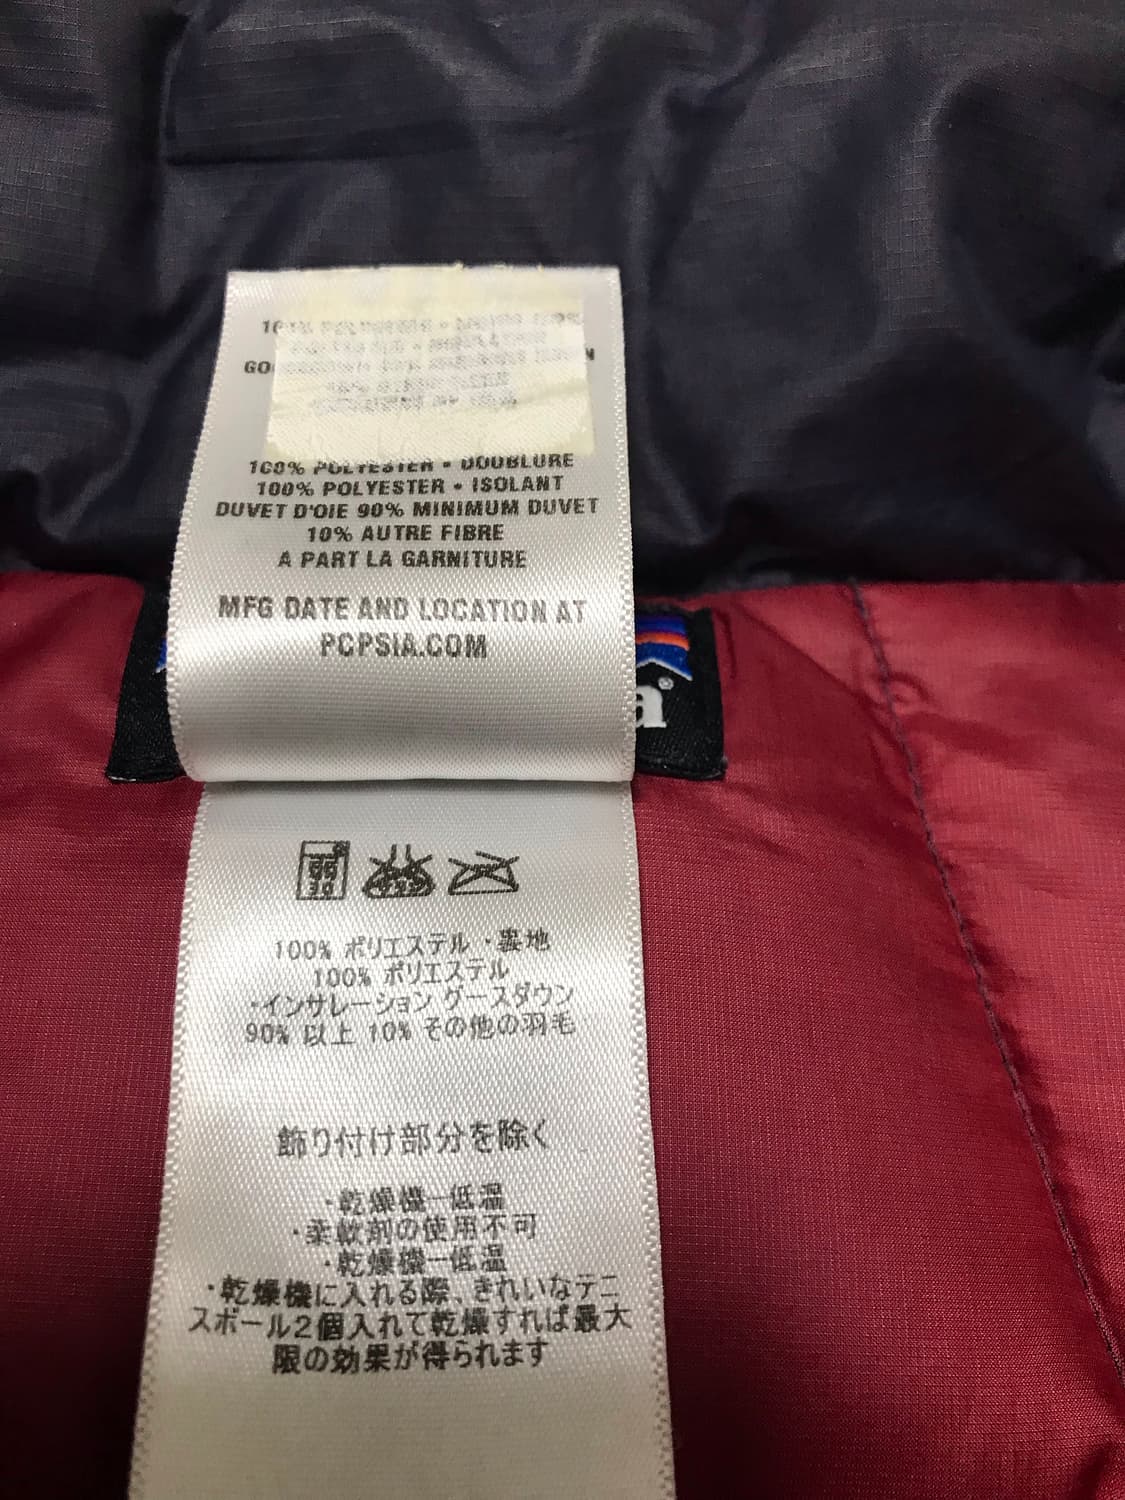 100% POLYESTER • DOUBLURE
100% POLYESTER • ISOLANT
DUVET D'OIE 90% MINIMUM DUVET
10% AUTRE FIBRE
A PART LA GARNITURE
MFG DATE AND LOCATION AT
PCPSIA.COM
a®
30
100% ポリエステル ・裏地
100% ポリエステル
・インサレーション グースダウン
90% 以上 10% その他の羽毛
飾り付け部分を除く
・乾燥機ー低温
・柔軟剤の使用不可
・乾燥機ー低温
・乾燥機に入れる際、きれいなテニ
スボール2個入れて乾燥すれば最大
限の効果が得られます